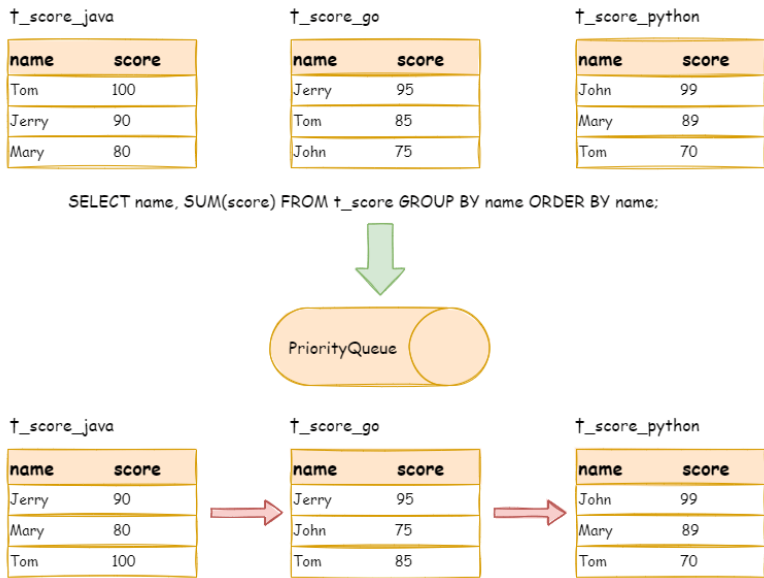 t_score_java t_score_go t_score_python
name score name score name score
Tom 100 Jerry 95 John 99
Jerry 90 Tom 85 Mary 89
Mary 80 John 75 Tom 70
SELECT name, SUM(score) FROM t_score GROUP BY name ORDER BY name;
PriorityQueue
t_score_java t_score_go t_score_python
name score name score name score
Jerry 90 Jerry 95 John 99
Mary 80 John 75 Mary 89
Tom 100 Tom 85 Tom 70